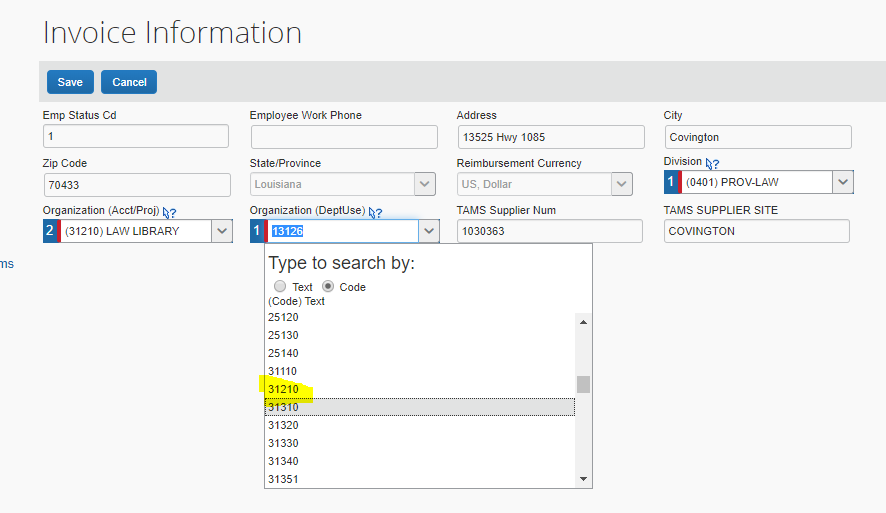 Invoice Information
Save Cancel
Emp Status Cd Employee Work Phone Address City
1 13525 Hwy 1085 Covington
Zip Code State/Province Reimbursement Currency Division ?
70433 Louisiana US, Dollar 1 (0401) PROV-LAW
Organization (Acct/Proj) ? Organization (DeptUse) ? TAMS Supplier Num TAMS SUPPLIER SITE
2 (31210) LAW LIBRARY 1 13126 1030363 COVINGTON
ms
Type to search by:
Text Code
(Code) Text
25120
25130
25140
31110
31210
31310
31320
31330
31340
31351